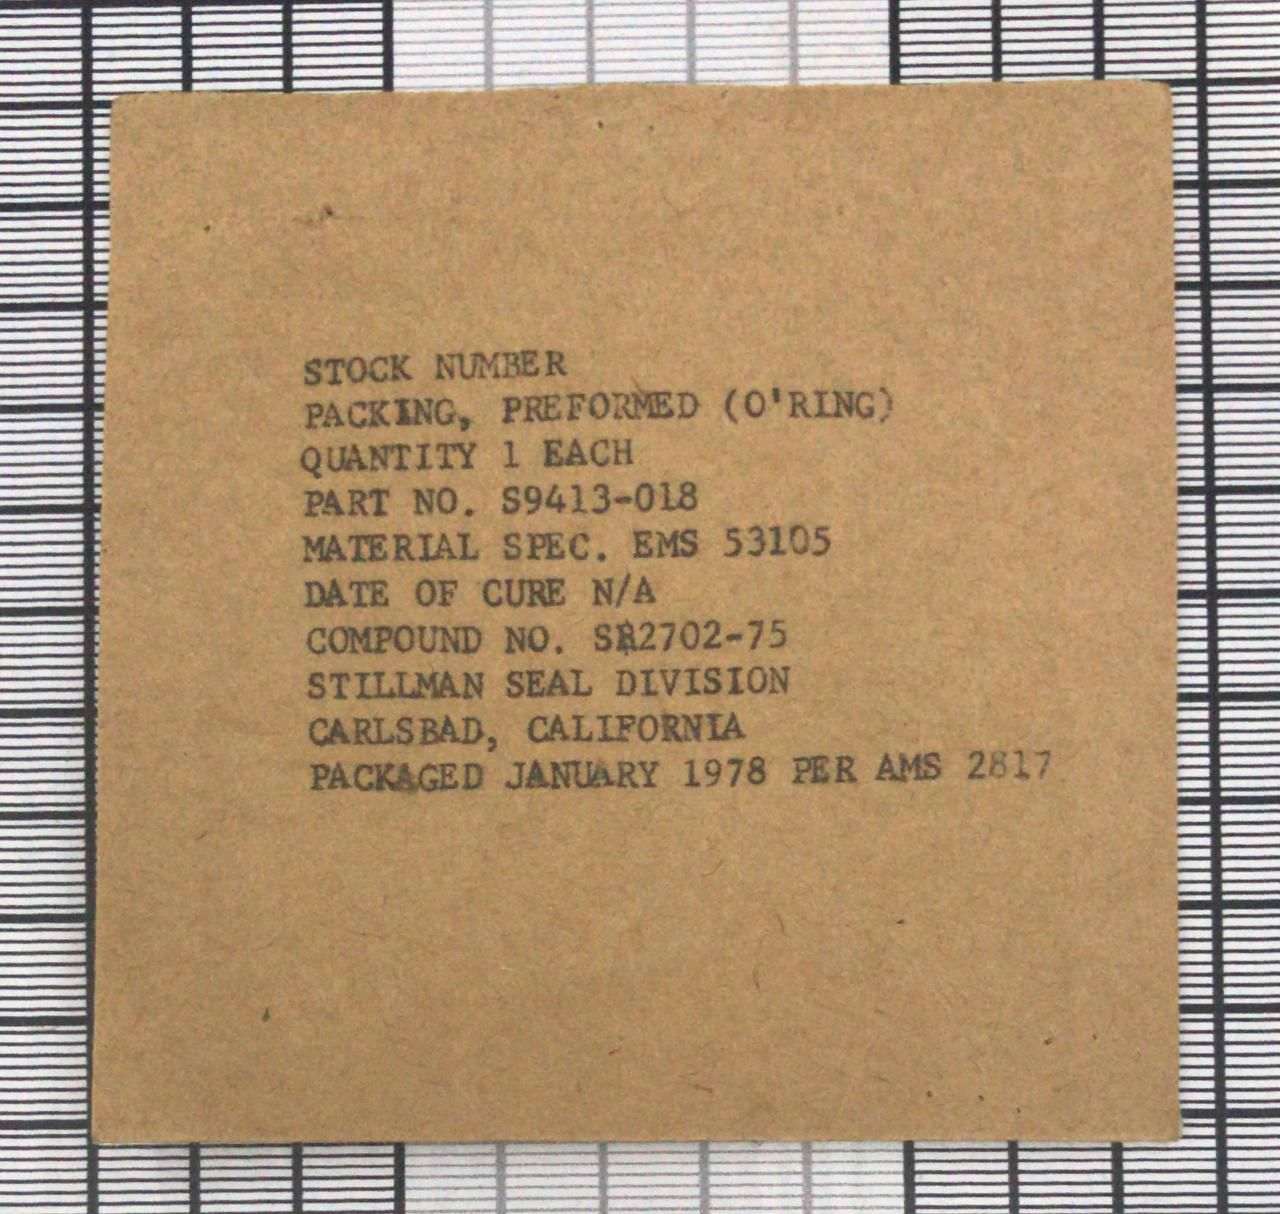 STOCK NUMBER
PACKING, PREFORMED (O'RING)
QUANTITY 1 EACH
PART NO. S9413-018
MATERIAL SPEC. EMS 53105
DATE OF CURE N/A
COMPOUND NO. SR2702-75
STILLMAN SEAL DIVISION
CARLSBAD, CALIFORNIA
PACKAGED JANUARY 1978 PER AMS 2817